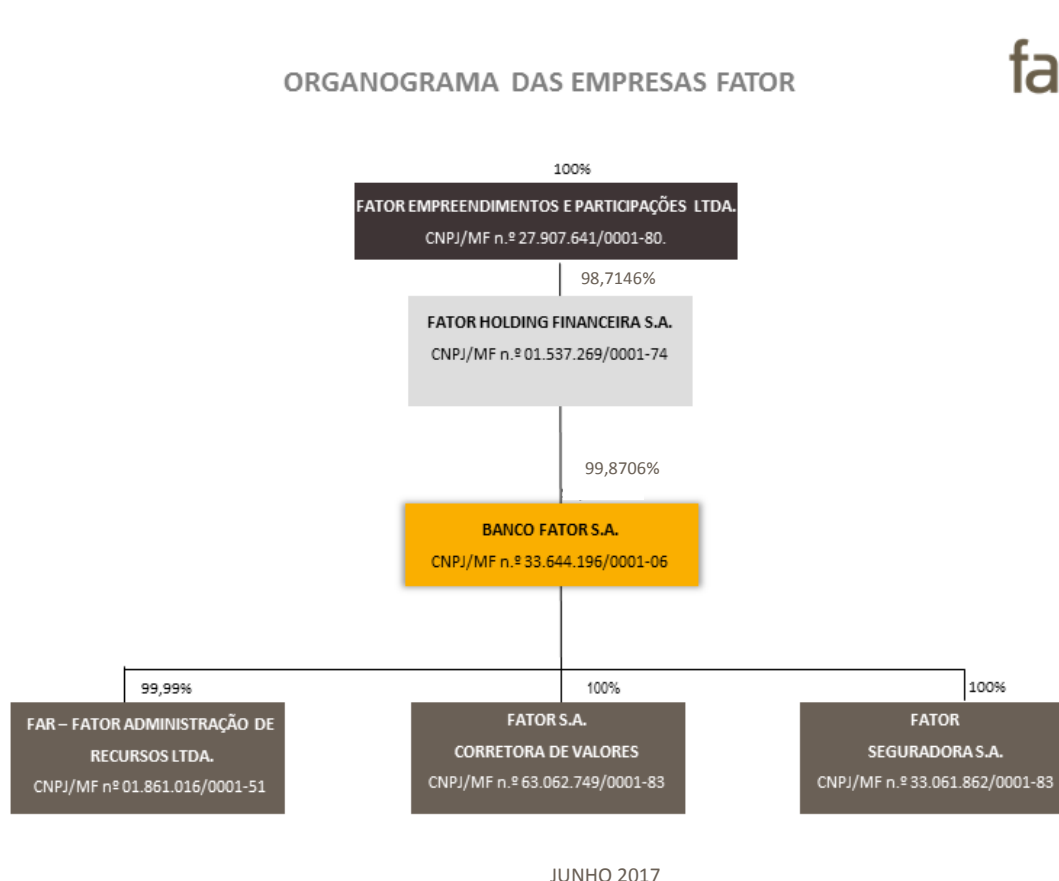 fa
ORGANOGRAMA DAS EMPRESAS FATOR
100%
FATOR EMPREENDIMENTOS E PARTICIPAÇÕES LTDA.
CNPJ/MF n.º 27.907.641/0001-80.
98,7146%
FATOR HOLDING FINANCEIRA S.A.
CNPJ/MF n.º 01.537.269/0001-74
99,8706%
BANCO FATOR S.A.
CNPJ/MF n.º 33.644.196/0001-06
99,99%
FAR – FATOR ADMINISTRAÇÃO DE
RECURSOS LTDA.
CNPJ/MF nº 01.861.016/0001-51
100%
FATOR S.A.
CORRETORA DE VALORES
CNPJ/MF n.º 63.062.749/0001-83
100%
FATOR
SEGURADORA S.A.
CNPJ/MF n.º 33.061.862/0001-83
JUNHO 2017